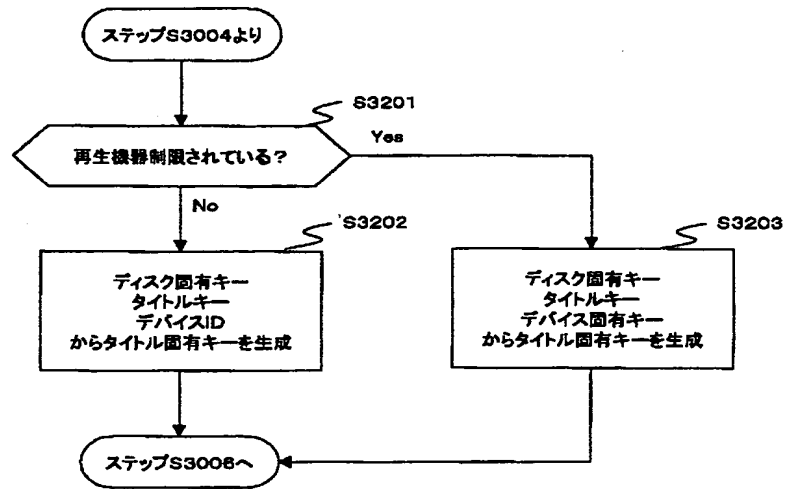 ステップS3004より
S3201
再生機器制限されている？
Yes
No
S3202
S3203
ディスク固有キー
タイトルキー
デバイスID
からタイトル固有キーを生成
ディスク固有キー
タイトルキー
デバイス固有キー
からタイトル固有キーを生成
ステップS3006へ